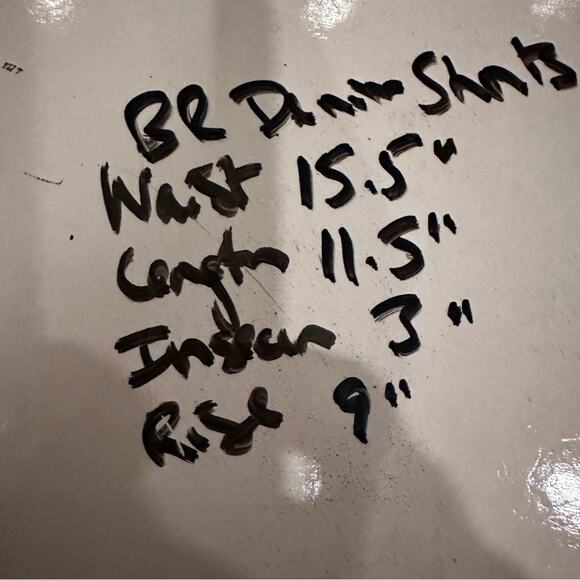 BR Denim Shorts
Waist 15.5"
Length 11.5"
Inseam 3"
Rise 9"